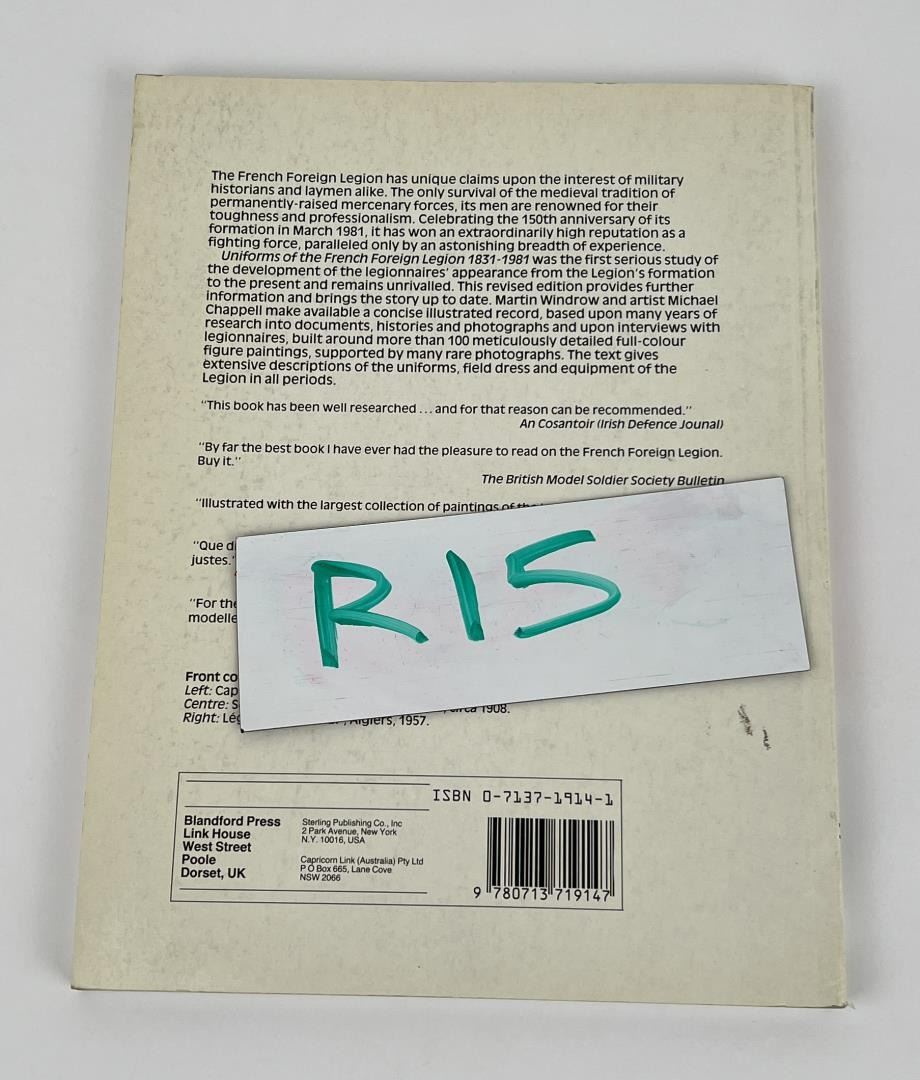 The French Foreign Legion has unique claims upon the interest of military
historians and laymen alike. The only survival of the medieval tradition of
permanently-raised mercenary forces, its men are renowned for their
toughness and professionalism. Celebrating the 150th anniversary of its
formation in March 1981, it has won an extraordinarily high reputation as a
fighting force, paralleled only by an astonishing breadth of experience.
Uniforms of the French Foreign Legion 1831-1981 was the first serious study of
the development of the legionnaires' appearance from the Legion's formation
to the present and remains unrivalled. This revised edition provides further
information and brings the story up to date. Martin Windrow and artist Michael
Chappell make available a concise illustrated record, based upon many years of
research into documents, histories and photographs and upon interviews with
legionnaires, built around more than 100 meticulously detailed full-colour
figure paintings, supported by many rare photographs. The text gives
extensive descriptions of the uniforms, field dress and equipment of the
Legion in all periods.
"This book has been well researched ... and for that reason can be recommended."
An Cosantoir (Irish Defence Jounal)
"By far the best book I have ever had the pleasure to read on the French Foreign Legion.
Buy it."
The British Model Soldier Society Bulletin
"Illustrated with the largest collection of paintings of
"Que
justes."
"For the
R15
Front
Left:
Centre:
Right: Algiers, 1957.
circa 1908.
ISBN 0-7137-1914-1
Blandford Press
Link House
West Street
Poole
Dorset, UK
Sterling Publishing Co., Inc
2 Park Avenue, New York
N.Y. 10016, USA
Capricorn Link (Australia) Pty Ltd
P O Box 665, Lane Cove
NSW 2066
9 780713 719147